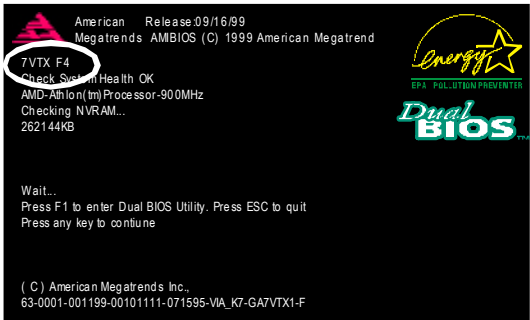 American Release:09/16/99
Megatrends AMIBIOS (C) 1999 American Megatrend
7VTX F4
Check System Health OK
AMD-Athlon(tm)Processor-900MHz
Checking NVRAM...
262144KB
energy
EPA POLLUTION PREVENTER
Dual
BIOS TM
Wait...
Press F1 to enter Dual BIOS Utility. Press ESC to quit
Press any key to contiune
( C ) American Megatrends Inc.,
63-0001-001199-00101111-071595-VIA_K7-GA7VTX1-F